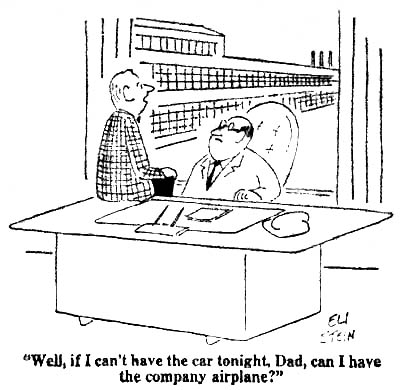 ELI
STEIN
"Well, if I can't have the car tonight, Dad, can I have
the company airplane?"